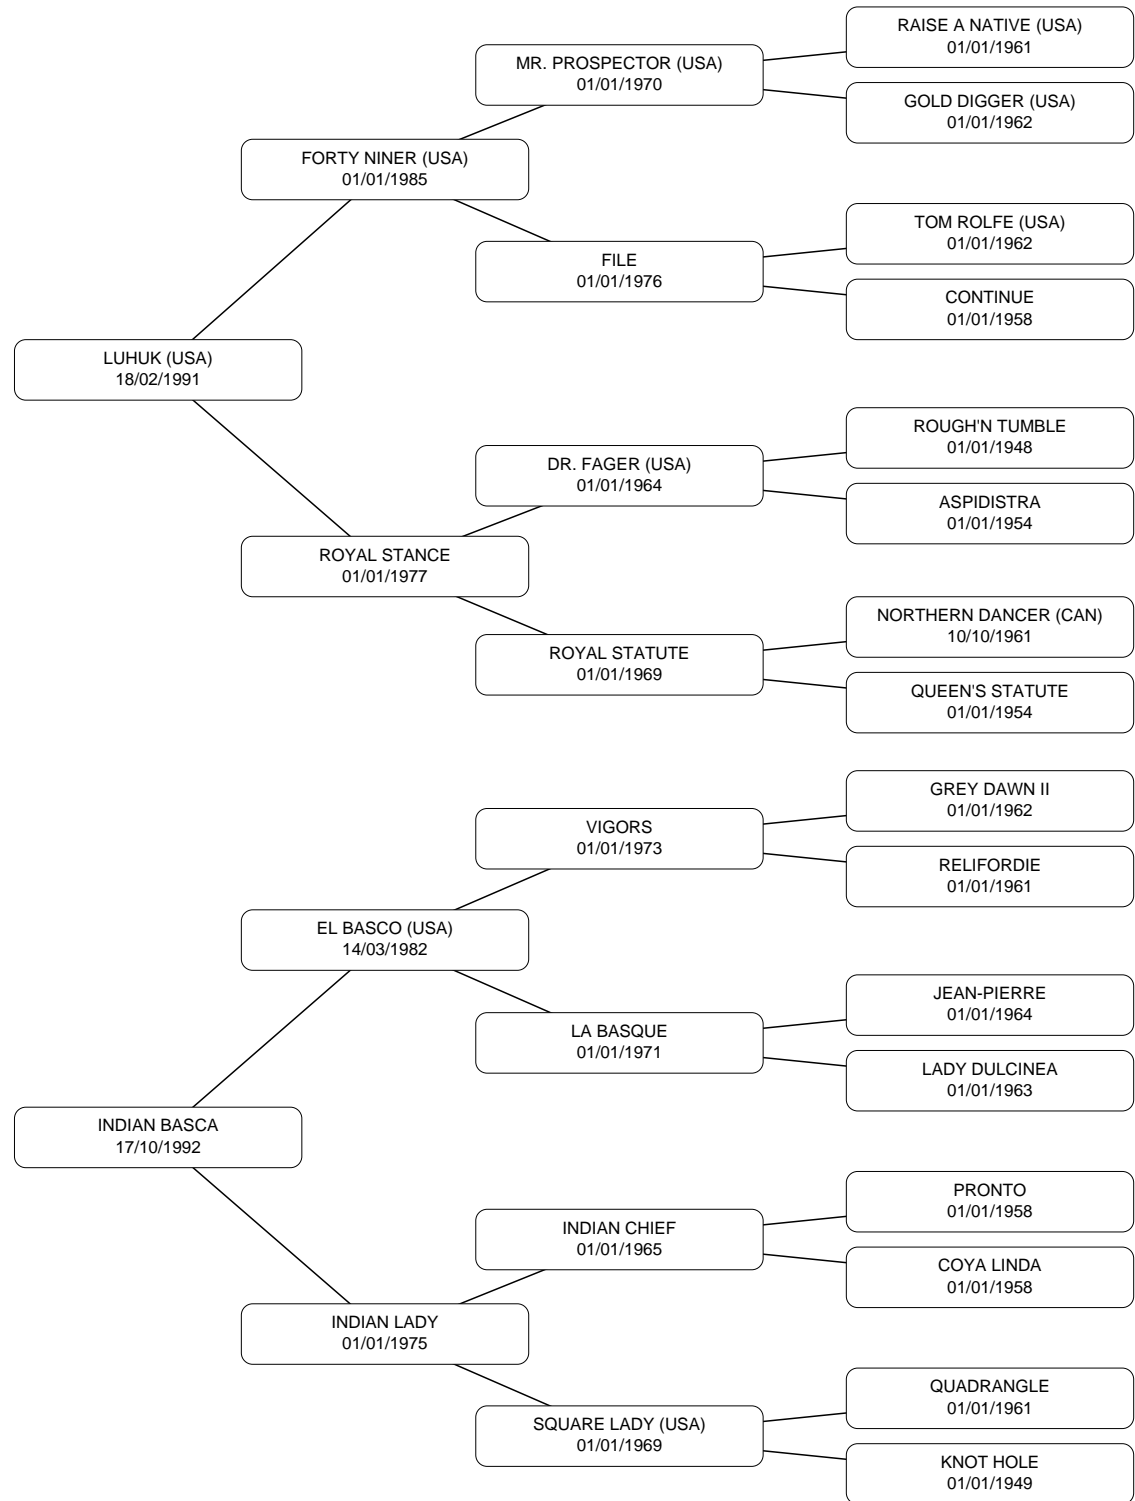 RAISE A NATIVE (USA)
01/01/1961
MR. PROSPECTOR (USA)
01/01/1970
GOLD DIGGER (USA)
01/01/1962
FORTY NINER (USA)
01/01/1985
TOM ROLFE (USA)
01/01/1962
FILE
01/01/1976
CONTINUE
01/01/1958
LUHUK (USA)
18/02/1991
ROUGH'N TUMBLE
01/01/1948
DR. FAGER (USA)
01/01/1964
ASPIDISTRA
01/01/1954
ROYAL STANCE
01/01/1977
NORTHERN DANCER (CAN)
10/10/1961
ROYAL STATUTE
01/01/1969
QUEEN'S STATUTE
01/01/1954
GREY DAWN II
01/01/1962
VIGORS
01/01/1973
RELIFORDIE
01/01/1961
EL BASCO (USA)
14/03/1982
JEAN-PIERRE
01/01/1964
LA BASQUE
01/01/1971
LADY DULCINEA
01/01/1963
INDIAN BASCA
17/10/1992
PRONTO
01/01/1958
INDIAN CHIEF
01/01/1965
COYA LINDA
01/01/1958
INDIAN LADY
01/01/1975
QUADRANGLE
01/01/1961
SQUARE LADY (USA)
01/01/1969
KNOT HOLE
01/01/1949